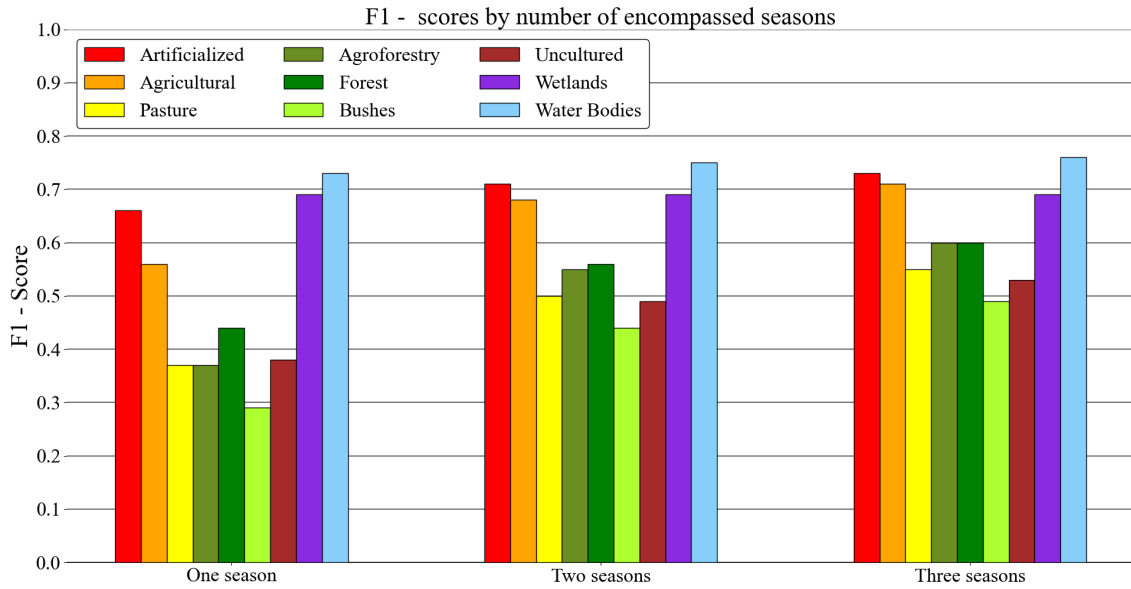 F1 -  scores by number of encompassed seasons
1.0
0.9
0.8
0.7
0.6
0.5
0.4
0.3
0.2
0.1
0.0
F1 - Score
Artificialized
Agricultural
Pasture
Agroforestry
Forest
Bushes
Uncultured
Wetlands
Water Bodies
One season
Two seasons
Three seasons